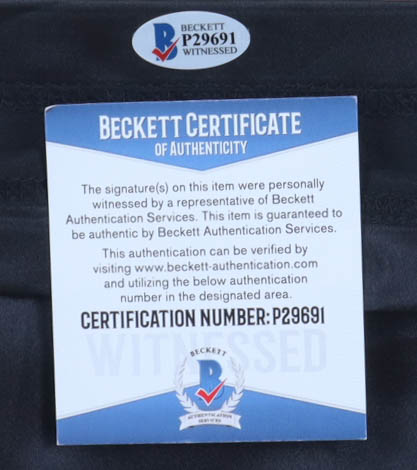 BECKETT
B
P29691
WITNESSED
BECKETT CERTIFICATE
OF AUTHENTICITY
The signature(s) on this item were personally
witnessed by a representative of Beckett
Authentication Services. This item is guaranteed to
be authentic by Beckett Authentication Services.
This authentication can be verified by
visiting www.beckett-authentication.com
and utilizing the below authentication
number in the designated area.
CERTIFICATION NUMBER: P29691
WITNESSED
BECKETT
B
AUTHENTICATION
SERVICES